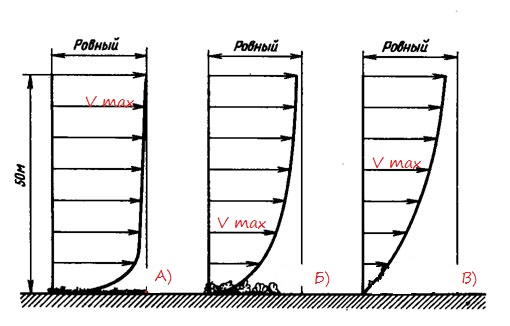 Ровный Ровный Ровный
V max
50м
V max
V max
А) Б) В)